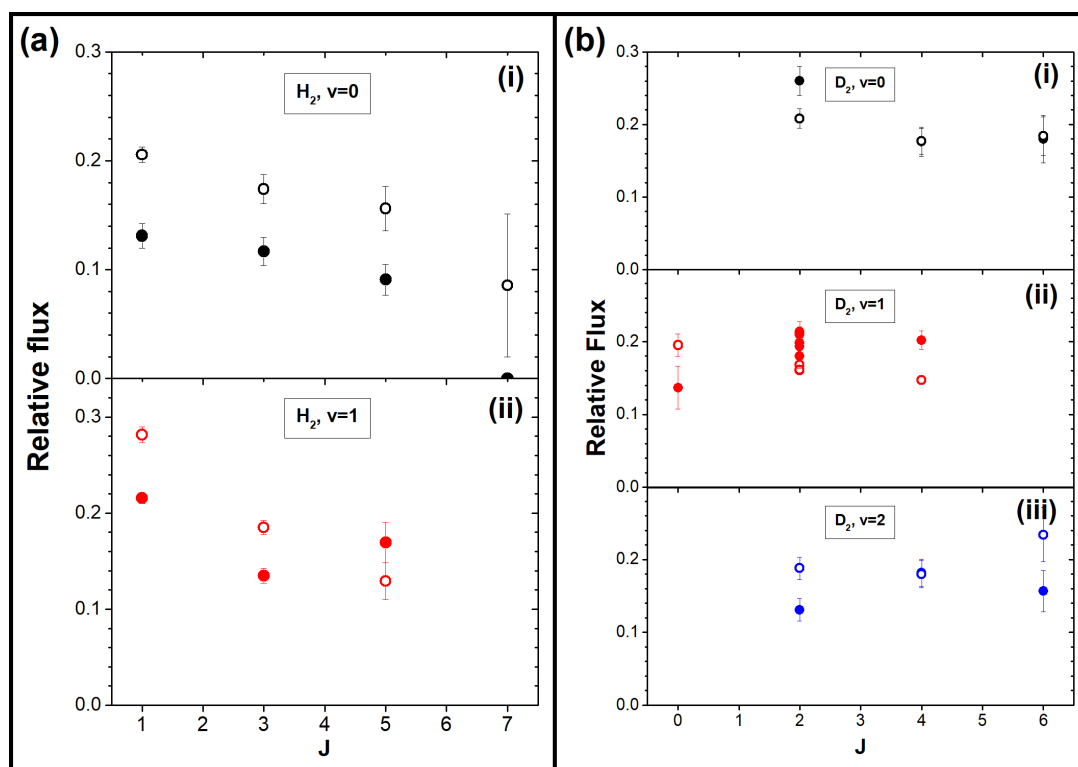 (a)
Relative flux
(i)
H2, v=0
0.3
0.2
0.1
0.0
(ii)
H2, v=1
0.3
0.2
0.1
0.0
1 2 3 4 5 6 7
J
(b)
Relative Flux
(i)
D2, v=0
0.3
0.2
0.1
0.0
(ii)
D2, v=1
0.2
0.1
0.0
(iii)
D2, v=2
0.2
0.1
0.0
0 1 2 3 4 5 6
J